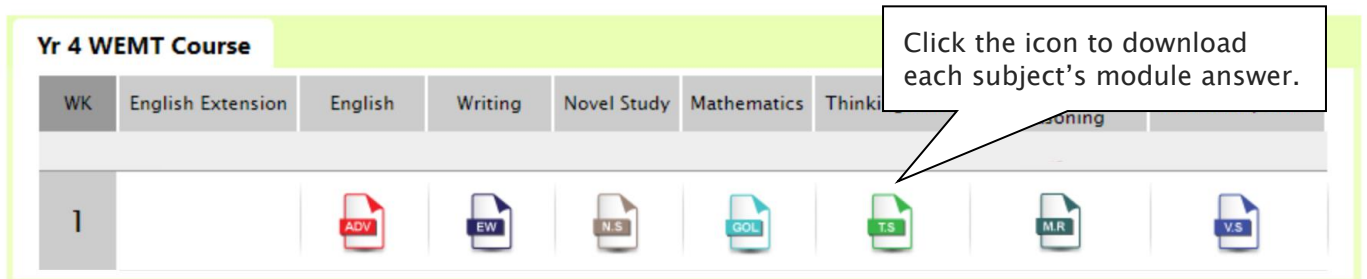 Yr 4 WEMT Course
Click the icon to download
each subject's module answer.
WK English Extension English Writing Novel Study Mathematics
1 ADV EW N.S GOL T.S M.R V.S